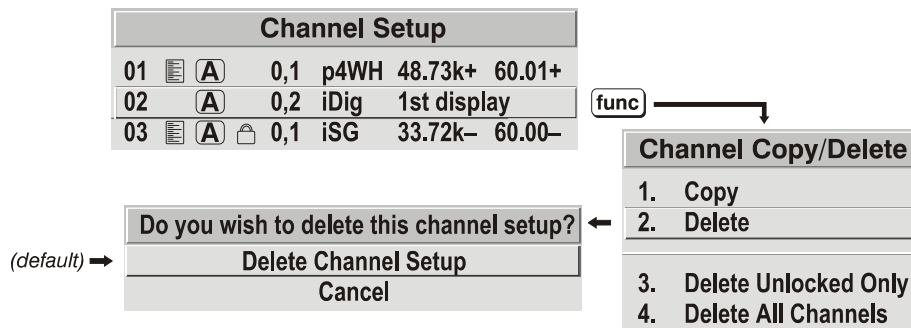 Channel Setup
01 A 0,1 p4WH 48.73k+ 60.01+
02 A 0,2 iDig 1st display
03 A 0,1 iSG 33.72k– 60.00–
func
Channel Copy/Delete
1. Copy
2. Delete
3. Delete Unlocked Only
4. Delete All Channels
Do you wish to delete this channel setup?
(default)
Delete Channel Setup
Cancel